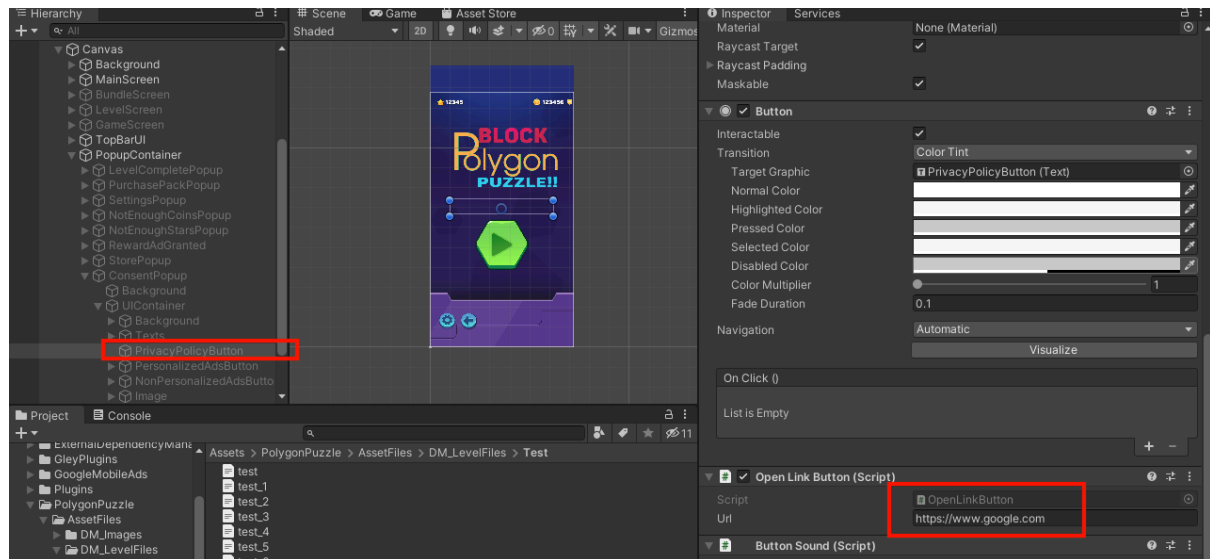 Hierarchy
All
Canvas
Background
MainScreen
BundleScreen
LevelScreen
GameScreen
TopBarUI
PopupContainer
LevelCompletePopup
PurchasePackPopup
SettingsPopup
NotEnoughCoinsPopup
NotEnoughStarsPopup
RewardAdGranted
StorePopup
ConsentPopup
Background
UIContainer
Background
Texts
PrivacyPolicyButton
PersonalizedAdsButton
NonPersonalizedAdsButto
Image
Scene Game Asset Store
Shaded 2D 0 Gizmos
12345 123456
BLOCK
Polygon
PUZZLE!!
Project Console
11
ExternalDependencyMana
GleyPlugins
GoogleMobileAds
Plugins
PolygonPuzzle
AssetFiles
DM_Images
DM_LevelFiles
Assets > PolygonPuzzle > AssetFiles > DM_LevelFiles > Test
test
test_1
test_2
test_3
test_4
test_5
Inspector Services
Material None (Material)
Raycast Target
Raycast Padding
Maskable
Button
Interactable
Transition Color Tint
Target Graphic PrivacyPolicyButton (Text)
Normal Color
Highlighted Color
Pressed Color
Selected Color
Disabled Color
Color Multiplier 1
Fade Duration 0.1
Navigation Automatic
Visualize
On Click ()
List is Empty
Open Link Button (Script)
Script OpenLinkButton
Url https://www.google.com
Button Sound (Script)